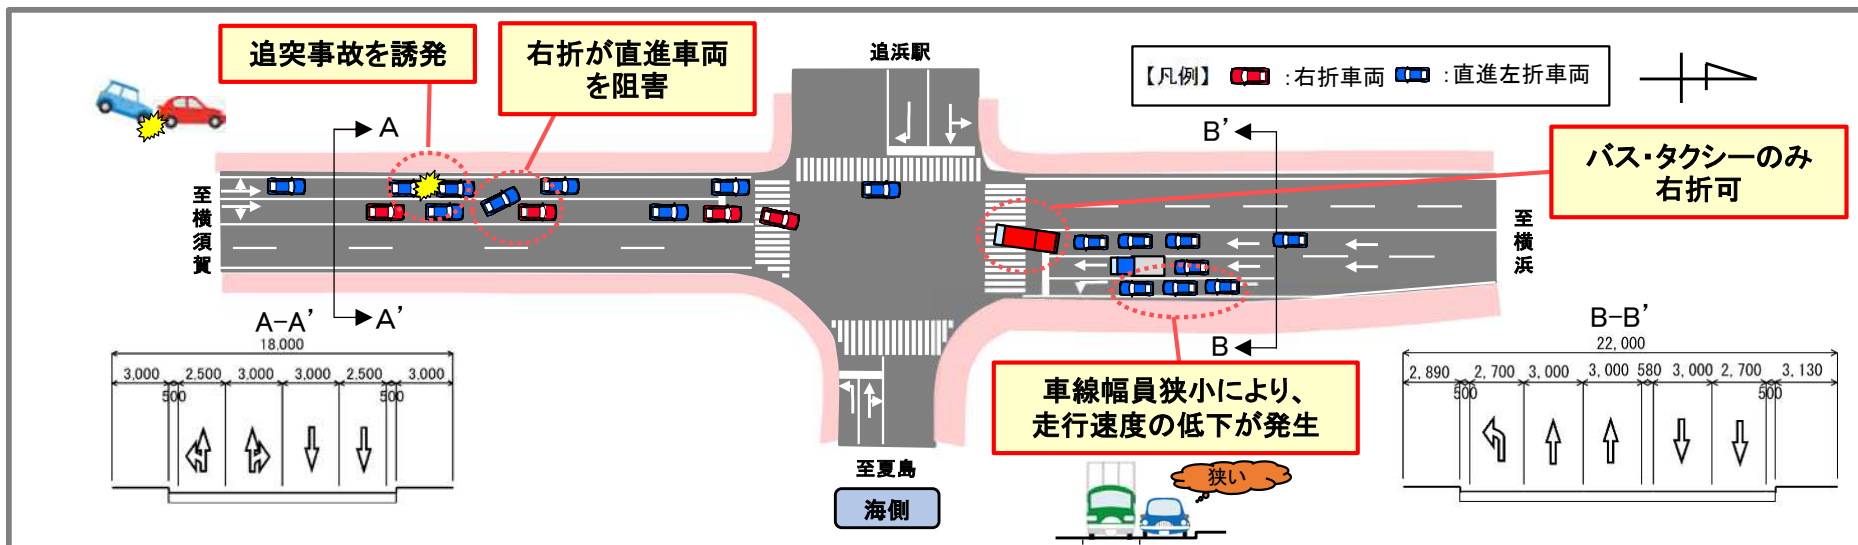 追突事故を誘発
右折が直進車両
を阻害
追浜駅
【凡例】 :右折車両 :直進左折車両
バス・タクシーのみ
右折可
A
B’
至横須賀
至横浜
A’
B
A-A’
18,000
3,000 2,500 3,000 3,000 2,500 3,000
500 500
車線幅員狭小により、
走行速度の低下が発生
B-B’
22,000
2,890 2,700 3,000 3,000 580 3,000 2,700 3,130
500 500
至夏島
海側
狭い